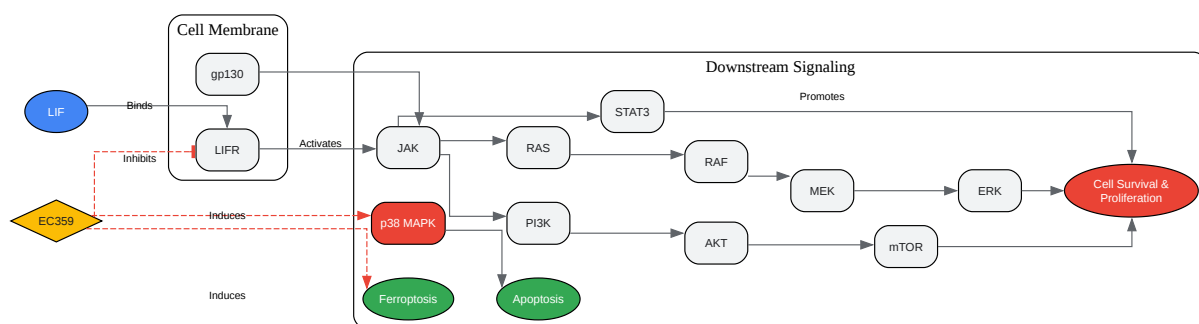 Cell Membrane
gp130
Downstream Signaling
Promotes
LIF
Binds
STAT3
LIFR
Activates
JAK
RAS
RAF
Inhibits
MEK
ERK
Cell Survival &
Proliferation
EC359
Induces
p38 MAPK
PI3K
AKT
mTOR
Induces
Ferroptosis
Apoptosis